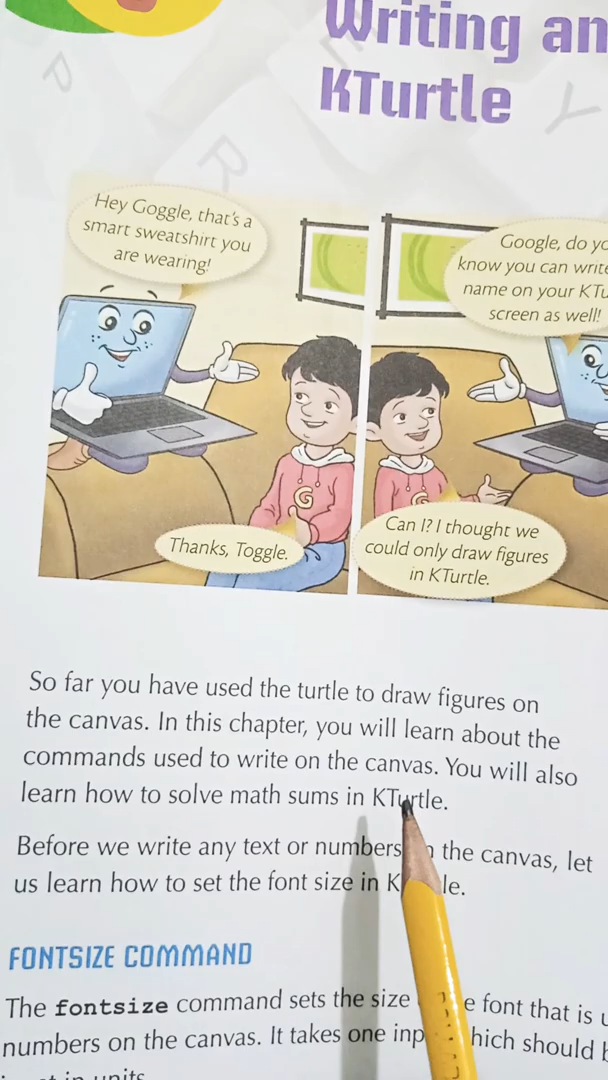 Writing an
KTurtle
Hey Goggle, that's a
smart sweatshirt you
are wearing!
Thanks, Toggle.
Google, do yo
know you can write
name on your KTu
screen as well!
Can I? I thought we
could only draw figures
in KTurtle.
G
So far you have used the turtle to draw figures on
the canvas. In this chapter, you will learn about the
commands used to write on the canvas. You will also
learn how to solve math sums in KTurtle.
Before we write any text or numbers the canvas, let
us learn how to set the font size in K le.
FONTSIZE COMMAND
The fontsize command sets the size e font that is u
numbers on the canvas. It takes one inp hich should b
in units